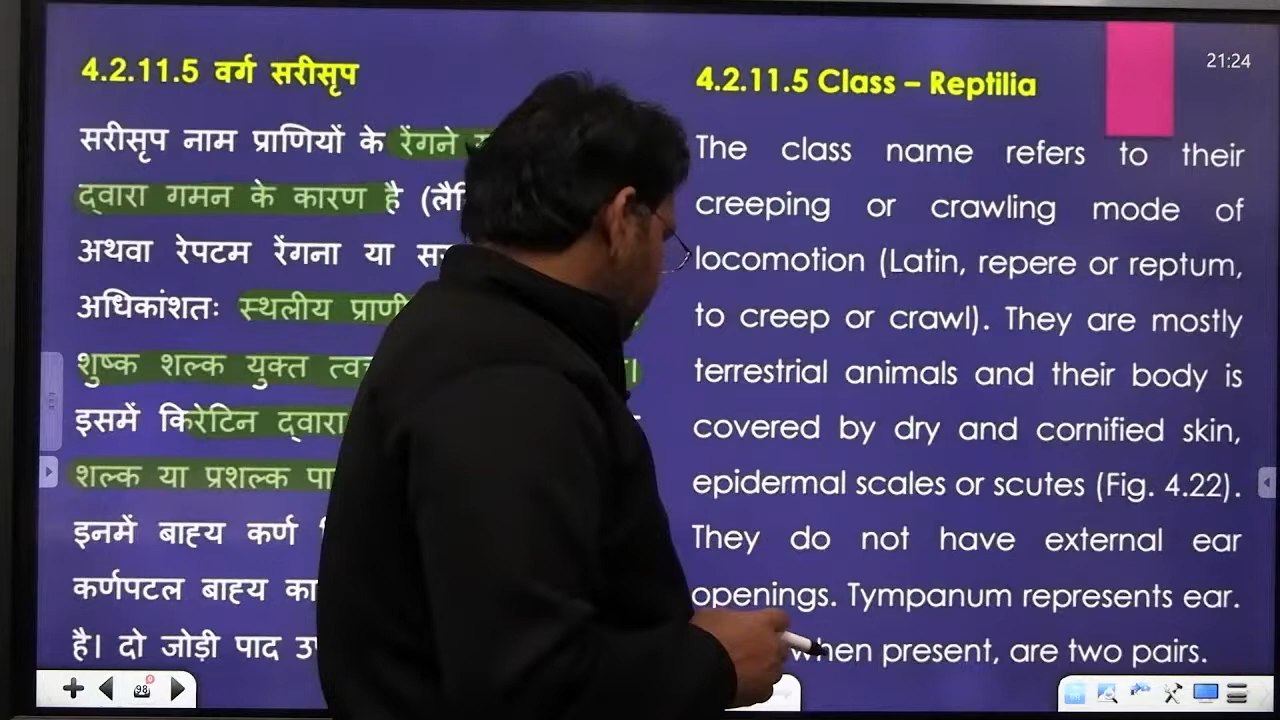 4.2.11.5 वर्ग सरीसृप
सरीसृप नाम प्राणियों के रेंगने
द्वारा गमन के कारण है
अथवा रेपटम रेंगना या
अधिकांशतः स्थलीय प्राणी
शुष्क शल्क युक्त
इसमें किरेटिन द्वारा
शल्क या प्रशल्क
इनमें बाह्य कर्ण
कर्णपटल बाह्य
है। दो जोड़ी पाद
4.2.11.5 Class – Reptilia
21:24
The class name refers to their
creeping or crawling mode of
locomotion (Latin, repere or reptum,
to creep or crawl). They are mostly
terrestrial animals and their body is
covered by dry and cornified skin,
epidermal scales or scutes (Fig. 4.22).
They do not have external ear
openings. Tympanum represents ear.
when present, are two pairs.
98